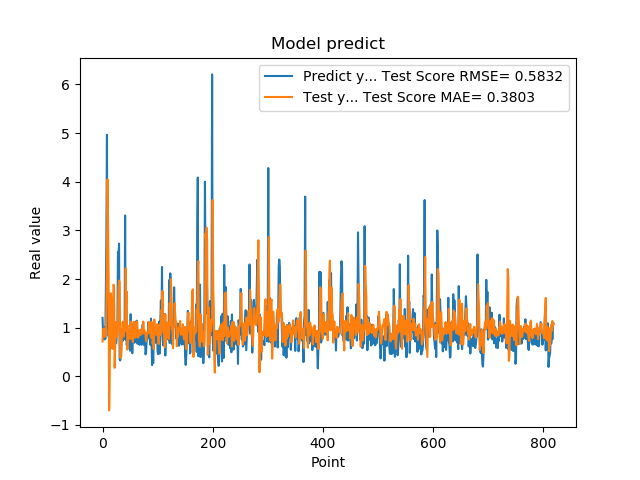 Model predict
Predict y... Test Score RMSE= 0.5832
Test y... Test Score MAE= 0.3803
Real value
6
5
4
3
2
1
0
−1
0 200 400 600 800
Point